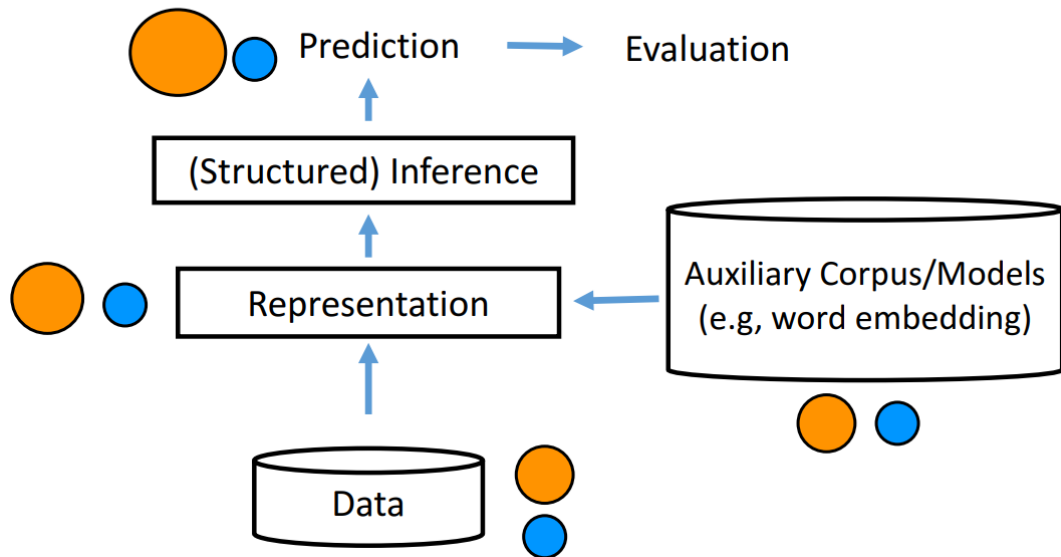 Prediction
Evaluation
(Structured) Inference
Representation
Auxiliary Corpus/Models
(e.g, word embedding)
Data